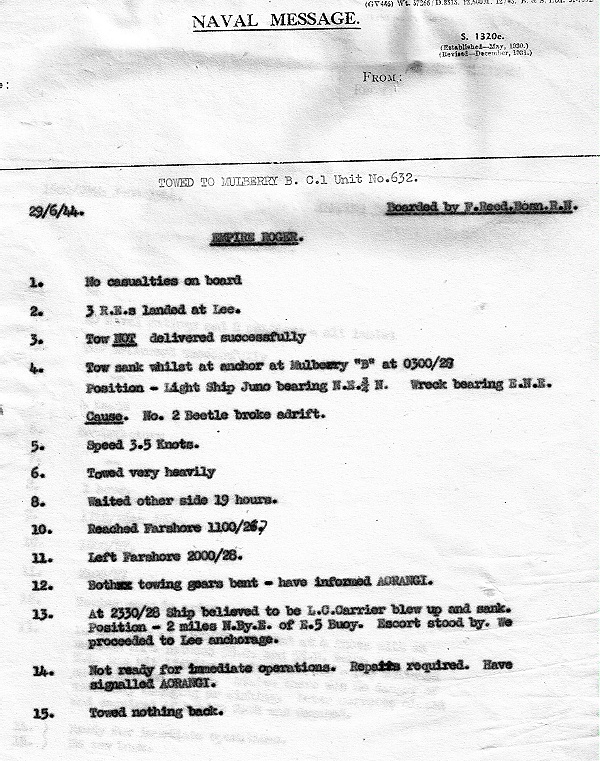 NAVAL MESSAGE.
S. 1320c.
(Established—May, 1930.)
(Revised—December, 1931.)
FROM:
TOWED TO MULBERRY B. C.1 Unit No.632.
29/6/44.
Boarded by F.Reed.Bosn.R.N.
EMPIRE ROGER.
1. No casualties on board
2. 3 R.E.s landed at Lee.
3. Tow NOT delivered successfully
4. Tow sank whilst at anchor at Mulberry "B" at 0300/28
Position - Light Ship Juno bearing N.E.¾ N. Wreck bearing E.N.E.
Cause. No. 2 Beetle broke adrift.
5. Speed 3.5 Knots.
6. Towed very heavily
8. Waited other side 19 hours.
10. Reached Farshore 1100/27
11. Left Farshore 2000/28.
12. Bothxx towing gears bent - have informed AORANGI.
13. At 2330/28 Ship believed to be L.C.Carrier blew up and sank.
Position - 2 miles N.By.E. of E.5 Buoy. Escort stood by. We
proceeded to Lee anchorage.
14. Not ready for immediate operations. Repairs required. Have
signalled AORANGI.
15. Towed nothing back.